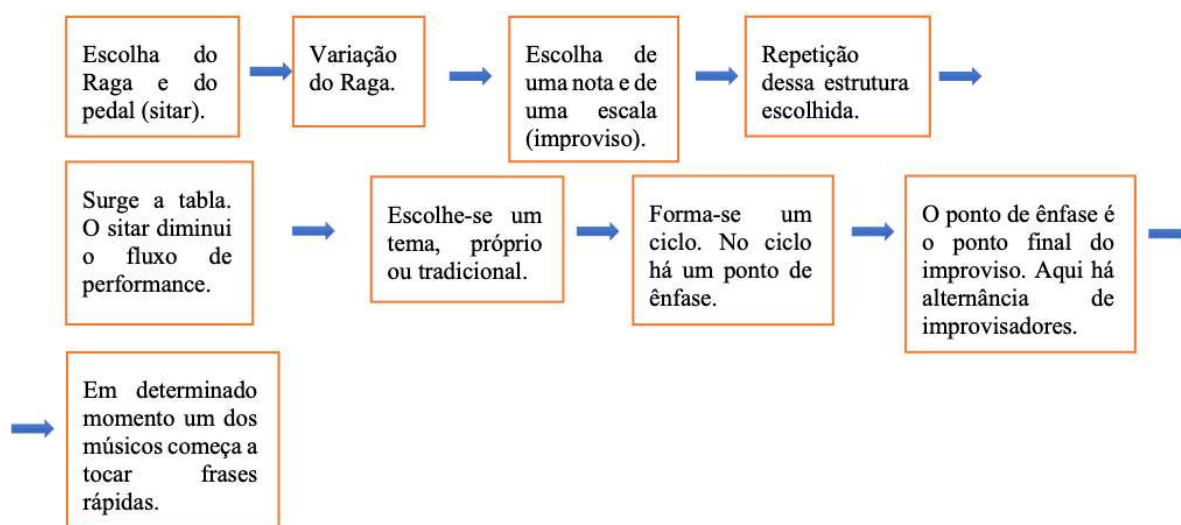 Escolha do
Raga e do
pedal (sitar).
Variação
do Raga.
Escolha de
uma nota e de
uma escala
(improviso).
Repetição
dessa estrutura
escolhida.
Surge a tabla.
O sitar diminui
o fluxo de
performance.
Escolhe-se um
tema, próprio
ou tradicional.
Forma-se um
ciclo. No ciclo
há um ponto de
ênfase.
O ponto de ênfase é
o ponto final do
improviso. Aqui há
alternância de
improvisadores.
Em determinado
momento um dos
músicos começa a
tocar frases
rápidas.